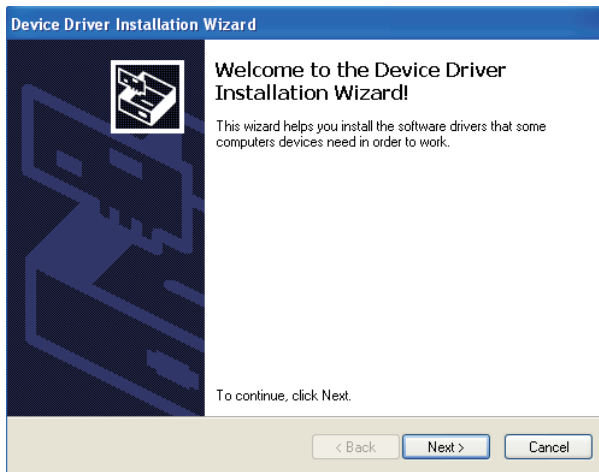 Device Driver Installation Wizard
Welcome to the Device Driver
Installation Wizard!
This wizard helps you install the software drivers that some
computers devices need in order to work.
To continue, click Next.
< Back
Next >
Cancel